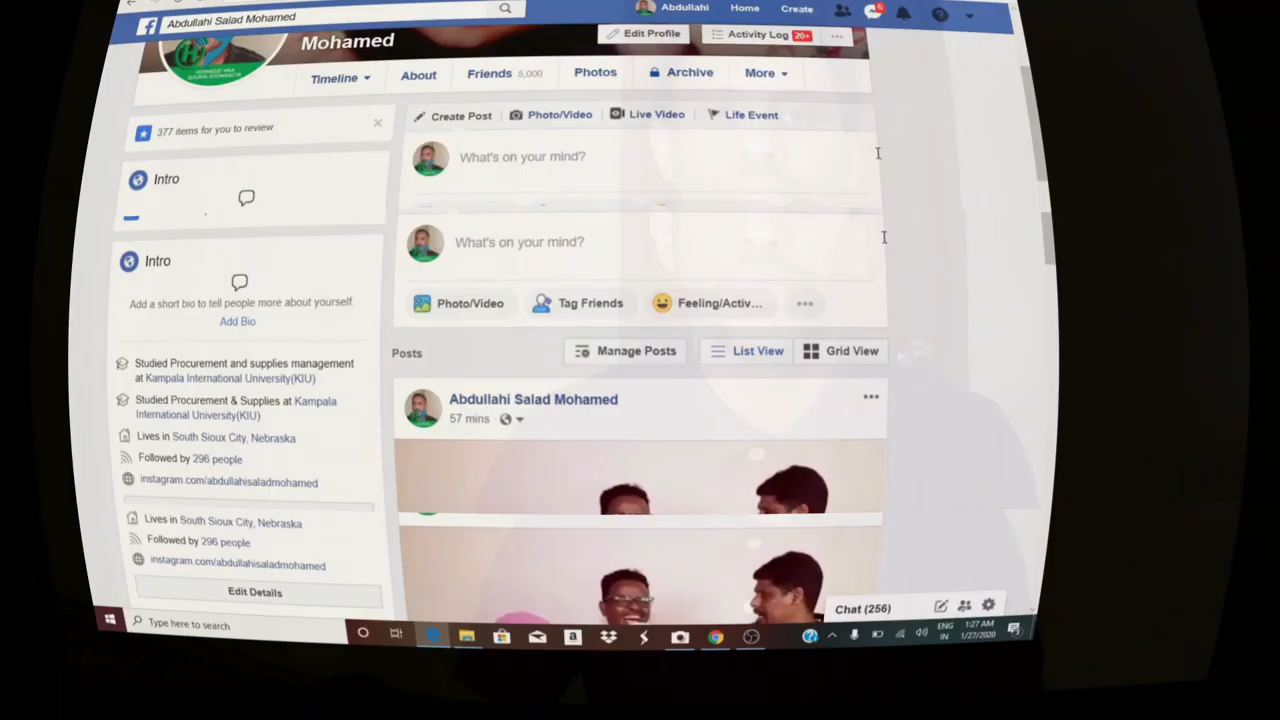 Abdullahi Salad Mohamed
Abdullahi
Home
Create
6
Mohamed
Edit Profile
Activity Log 20+
Timeline
About
Friends 5,000
Photos
Archive
More
377 items for you to review
Create Post
Photo/Video
Live Video
Life Event
What's on your mind?
Intro
What's on your mind?
Intro
Add a short bio to tell people more about yourself.
Add Bio
Photo/Video
Tag Friends
Feeling/Activ...
Posts
Manage Posts
List View
Grid View
Studied Procurement and supplies management
at Kampala International University(KIU)
Studied Procurement & Supplies at Kampala
International University(KIU)
Lives in South Sioux City, Nebraska
Followed by 296 people
instagram.com/abdullahisaladmohamed
Abdullahi Salad Mohamed
57 mins
Lives in South Sioux City, Nebraska
Followed by 296 people
instagram.com/abdullahisaladmohamed
Edit Details
Chat (256)
Type here to search
ENG
IN
1:27 AM
1/27/2020